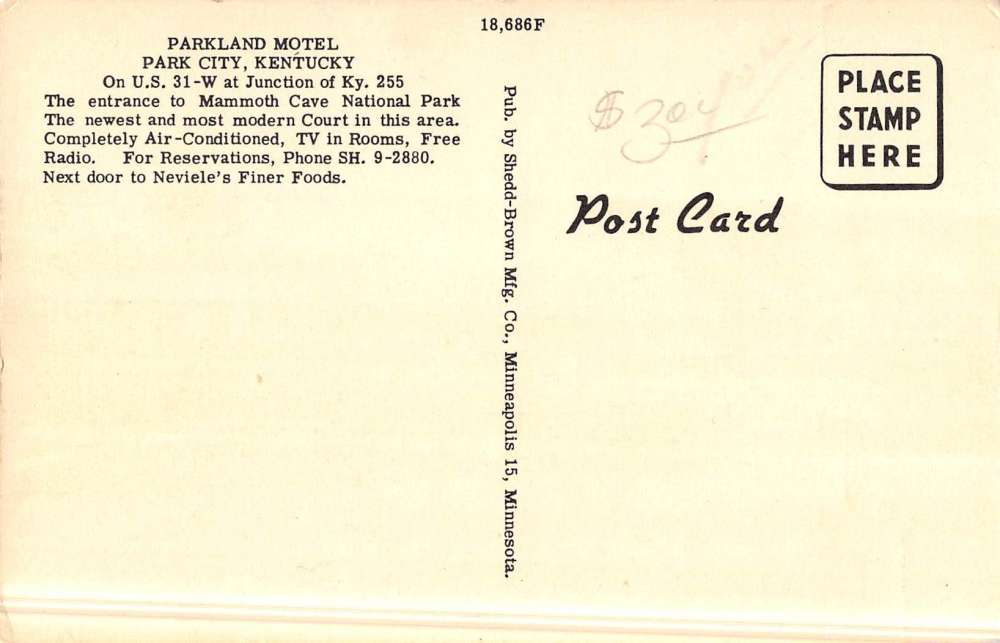 18,686F
PARKLAND MOTEL
PARK CITY, KENTUCKY
On U.S. 31-W at Junction of Ky. 255
The entrance to Mammoth Cave National Park
The newest and most modern Court in this area.
Completely Air-Conditioned, TV in Rooms, Free
Radio. For Reservations, Phone SH. 9-2880.
Next door to Neviele's Finer Foods.
Pub. by Shedd-Brown Mfg. Co., Minneapolis 15, Minnesota.
PLACE
STAMP
HERE
Post Card